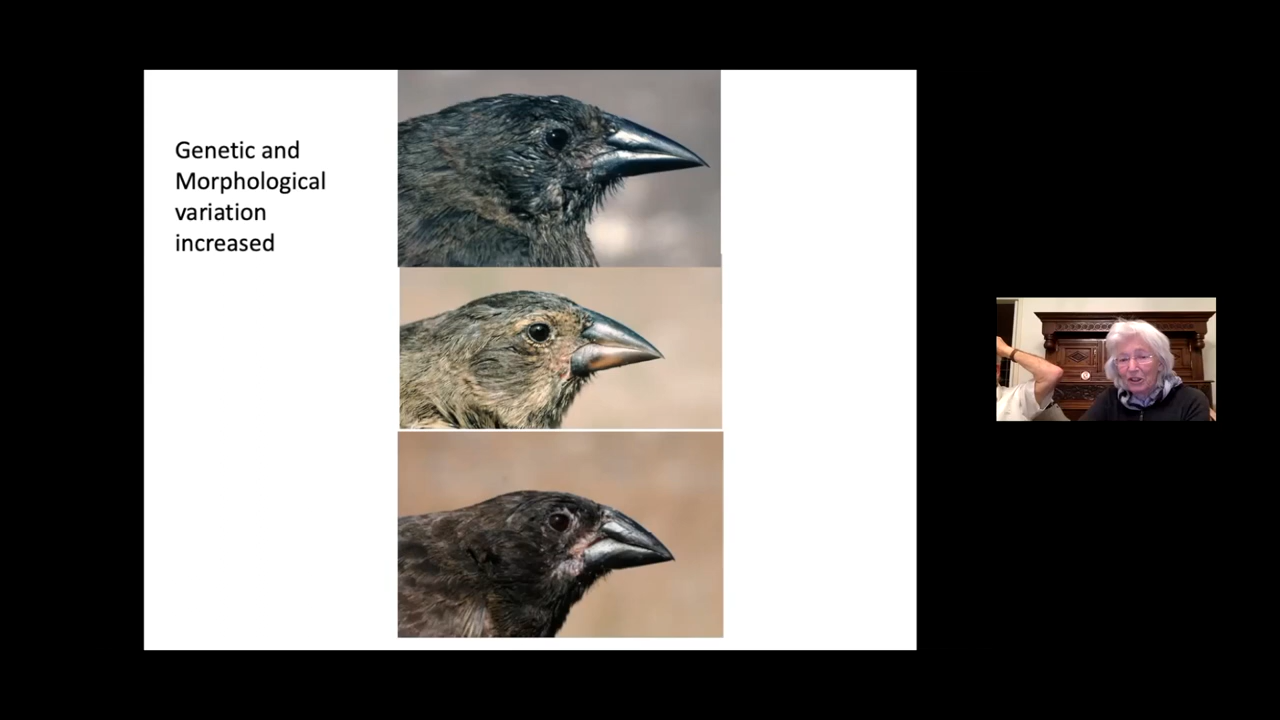 Genetic and
Morphological
variation
increased